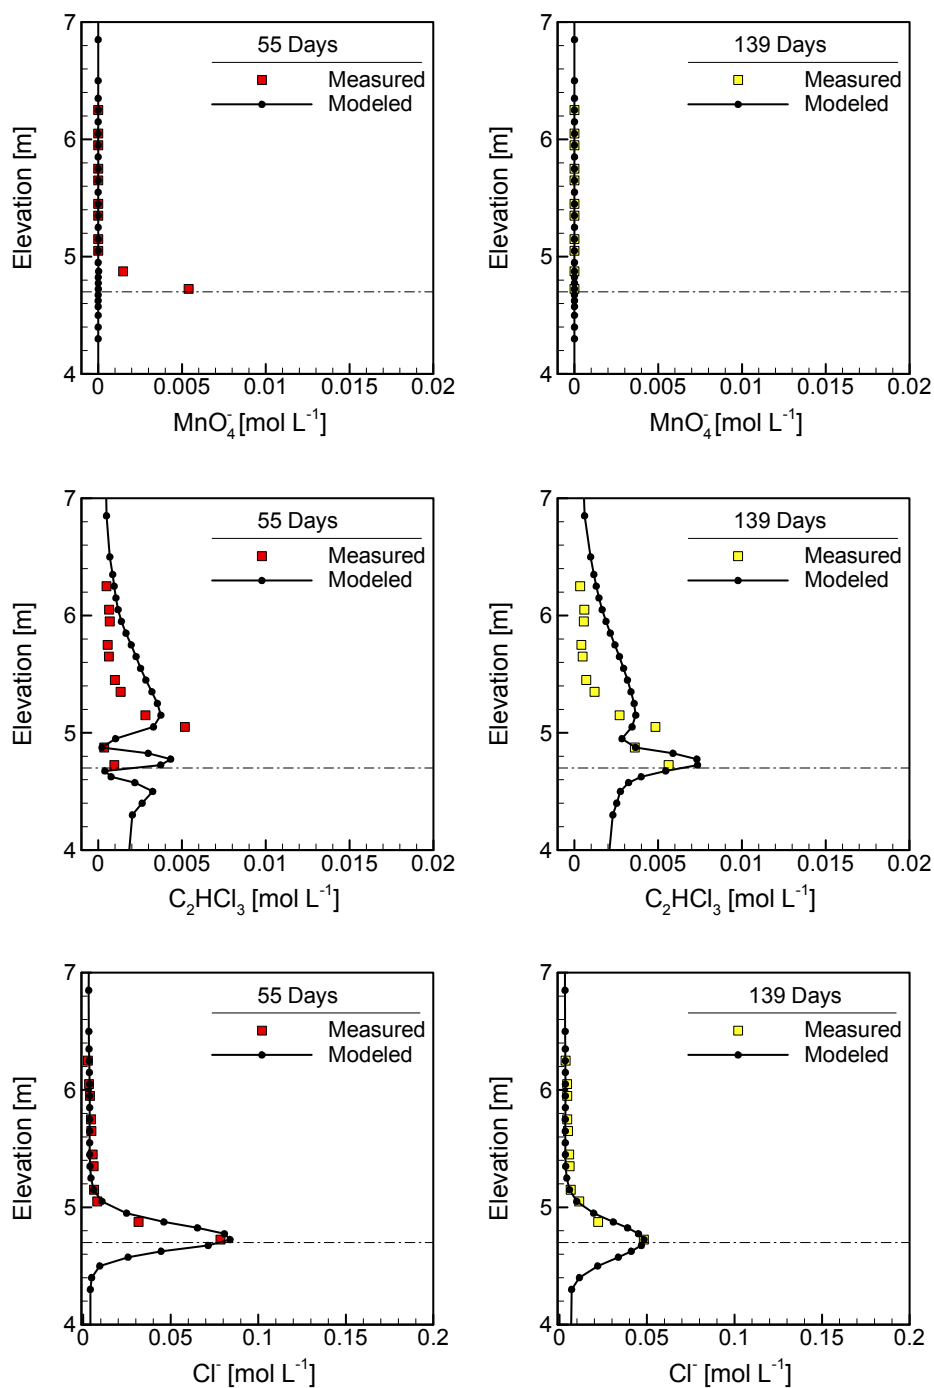 55 Days
Measured
Modeled
7
6
5
4
Elevation [m]
0 0.005 0.01 0.015 0.02
MnO₄⁻ [mol L⁻¹]
139 Days
Measured
Modeled
7
6
5
4
Elevation [m]
0 0.005 0.01 0.015 0.02
MnO₄⁻ [mol L⁻¹]
55 Days
Measured
Modeled
7
6
5
4
Elevation [m]
0 0.005 0.01 0.015 0.02
C₂HCl₃ [mol L⁻¹]
139 Days
Measured
Modeled
7
6
5
4
Elevation [m]
0 0.005 0.01 0.015 0.02
C₂HCl₃ [mol L⁻¹]
55 Days
Measured
Modeled
7
6
5
4
Elevation [m]
0 0.05 0.1 0.15 0.2
Cl⁻ [mol L⁻¹]
139 Days
Measured
Modeled
7
6
5
4
Elevation [m]
0 0.05 0.1 0.15 0.2
Cl⁻ [mol L⁻¹]